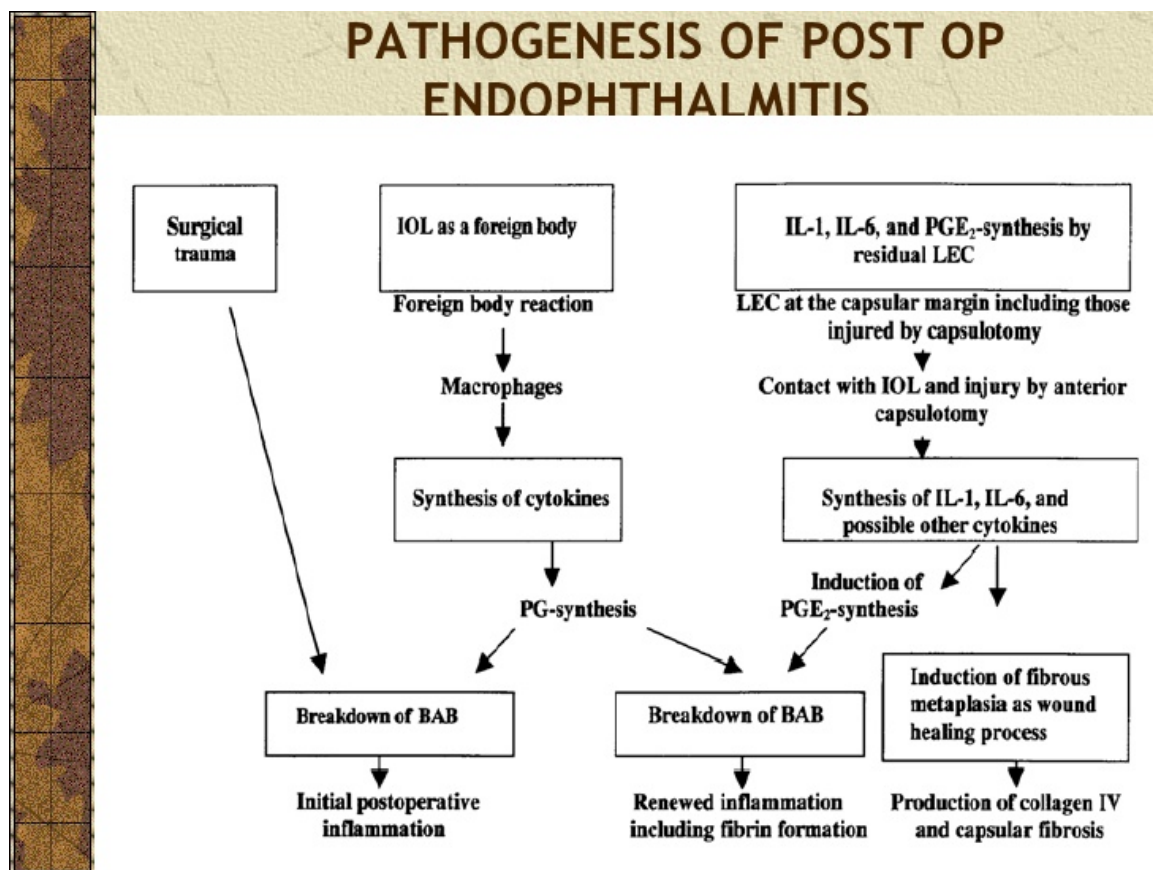 PATHOGENESIS OF POST OP
ENDOPHTHALMITIS
Surgical
trauma
IOL as a foreign body
Foreign body reaction
Macrophages
Synthesis of cytokines
PG-synthesis
IL-1, IL-6, and PGE₂-synthesis by
residual LEC
LEC at the capsular margin including those
injured by capsulotomy
Contact with IOL and injury by anterior
capsulotomy
Synthesis of IL-1, IL-6, and
possible other cytokines
Induction of
PGE₂-synthesis
Breakdown of BAB
Initial postoperative
inflammation
Breakdown of BAB
Renewed inflammation
including fibrin formation
Induction of fibrous
metaplasia as wound
healing process
Production of collagen IV
and capsular fibrosis